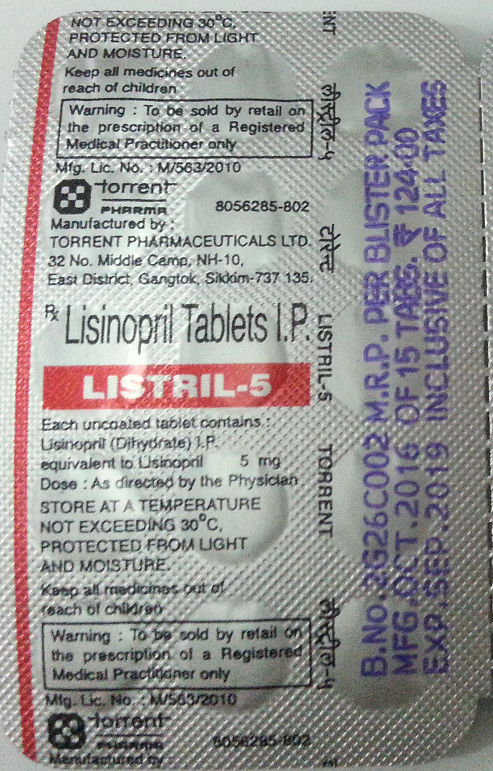 NOT EXCEEDING 30°C,
PROTECTED FROM LIGHT
AND MOISTURE.
Keep all medicines out of
reach of children
Warning : To be sold by retail on
the prescription of a Registered
Medical Practitioner only
Mfg. Lic. No. : M/563/2010
torrent
PHARMA 8056285-802
Manufactured by :
TORRENT PHARMACEUTICALS LTD.
32 No. Middle Camp, NH-10,
East District, Gangtok, Sikkim-737 135.
Rx Lisinopril Tablets I.P.
LISTRIL-5
Each uncoated tablet contains :
Lisinopril (Dihydrate) I.P.
equivalent to Lisinopril 5 mg
Dose : As directed by the Physician
STORE AT A TEMPERATURE
NOT EXCEEDING 30°C,
PROTECTED FROM LIGHT
AND MOISTURE.
Keep all medicines out of
reach of children
Warning : To be sold by retail on
the prescription of a Registered
Medical Practitioner only
Mfg. Lic. No. : M/563/2010
torrent
PHARMA 8056285-802
Manufactured by :
NT
लीस्ट्रील-५
टोरेन्ट
LISTRIL-5
TORRENT
लीस्ट्रील-५
B.No.2G26C002 M.R.P. PER BLISTER PACK
MFG.OCT.2016 OF 15 TABS. ₹ 124.00
EXP.SEP.2019 INCLUSIVE OF ALL TAXES